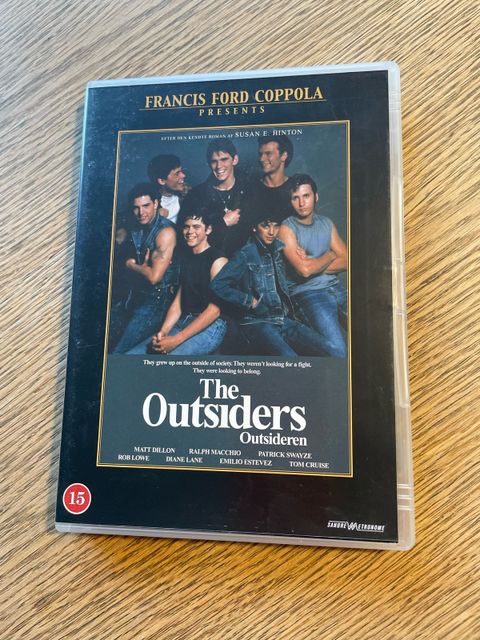 FRANCIS FORD COPPOLA
PRESENTS
EFTER DEN KENDTE ROMAN AF SUSAN E. HINTON
They grew up on the outside of society. They weren't looking for a fight.
They were looking to belong.
The
Outsiders
Outsideren
MATT DILLON RALPH MACCHIO PATRICK SWAYZE
ROB LOWE DIANE LANE EMILIO ESTEVEZ TOM CRUISE
15
SANDREW METRONOME